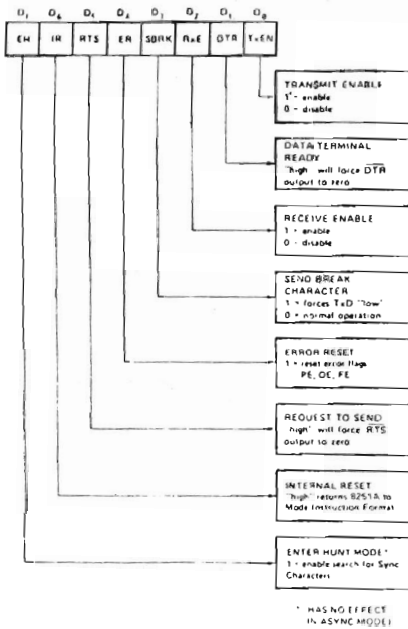 D7 D6 D5 D4 D3 D2 D1 D0
EH IR RTS ER SBRK RxE DTR TxEN
TRANSMIT ENABLE
1 = enable
0 = disable
DATA TERMINAL
READY
"high" will force DTR
output to zero
RECEIVE ENABLE
1 = enable
0 = disable
SEND BREAK
CHARACTER
1 = forces TxD "low"
0 = normal operation
ERROR RESET
1 = reset error flags
PE, OE, FE
REQUEST TO SEND
"high" will force RTS
output to zero
INTERNAL RESET
"high" returns 8251A to
Mode Instruction Format
ENTER HUNT MODE*
1 = enable search for Sync
Characters
* HAS NO EFFECT
IN ASYNC MODE)